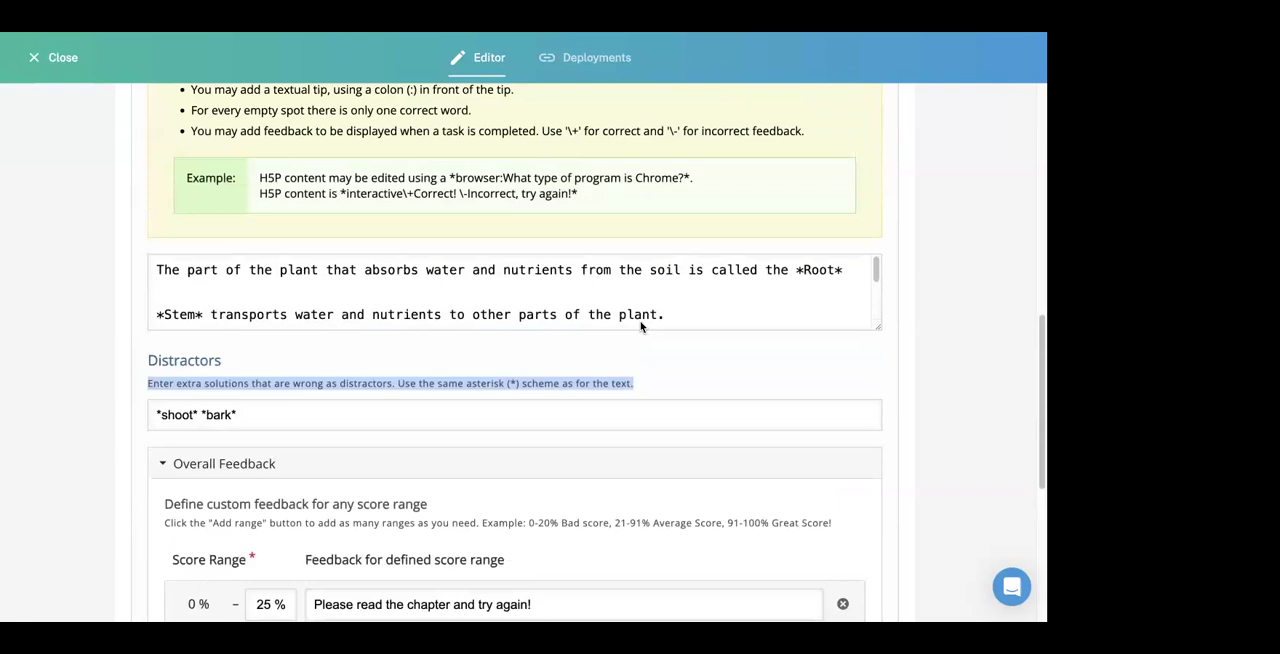 Close
Editor
Deployments
• You may add a textual tip, using a colon (:) in front of the tip.
• For every empty spot there is only one correct word.
• You may add feedback to be displayed when a task is completed. Use '\+' for correct and '\-' for incorrect feedback.
Example:
H5P content may be edited using a *browser:What type of program is Chrome?*.
H5P content is *interactive\+Correct! \-Incorrect, try again!*
The part of the plant that absorbs water and nutrients from the soil is called the *Root*
*Stem* transports water and nutrients to other parts of the plant.
Distractors
Enter extra solutions that are wrong as distractors. Use the same asterisk (*) scheme as for the text.
*shoot* *bark*
Overall Feedback
Define custom feedback for any score range
Click the "Add range" button to add as many ranges as you need. Example: 0-20% Bad score, 21-91% Average Score, 91-100% Great Score!
Score Range *
Feedback for defined score range
0 % – 25 % Please read the chapter and try again!